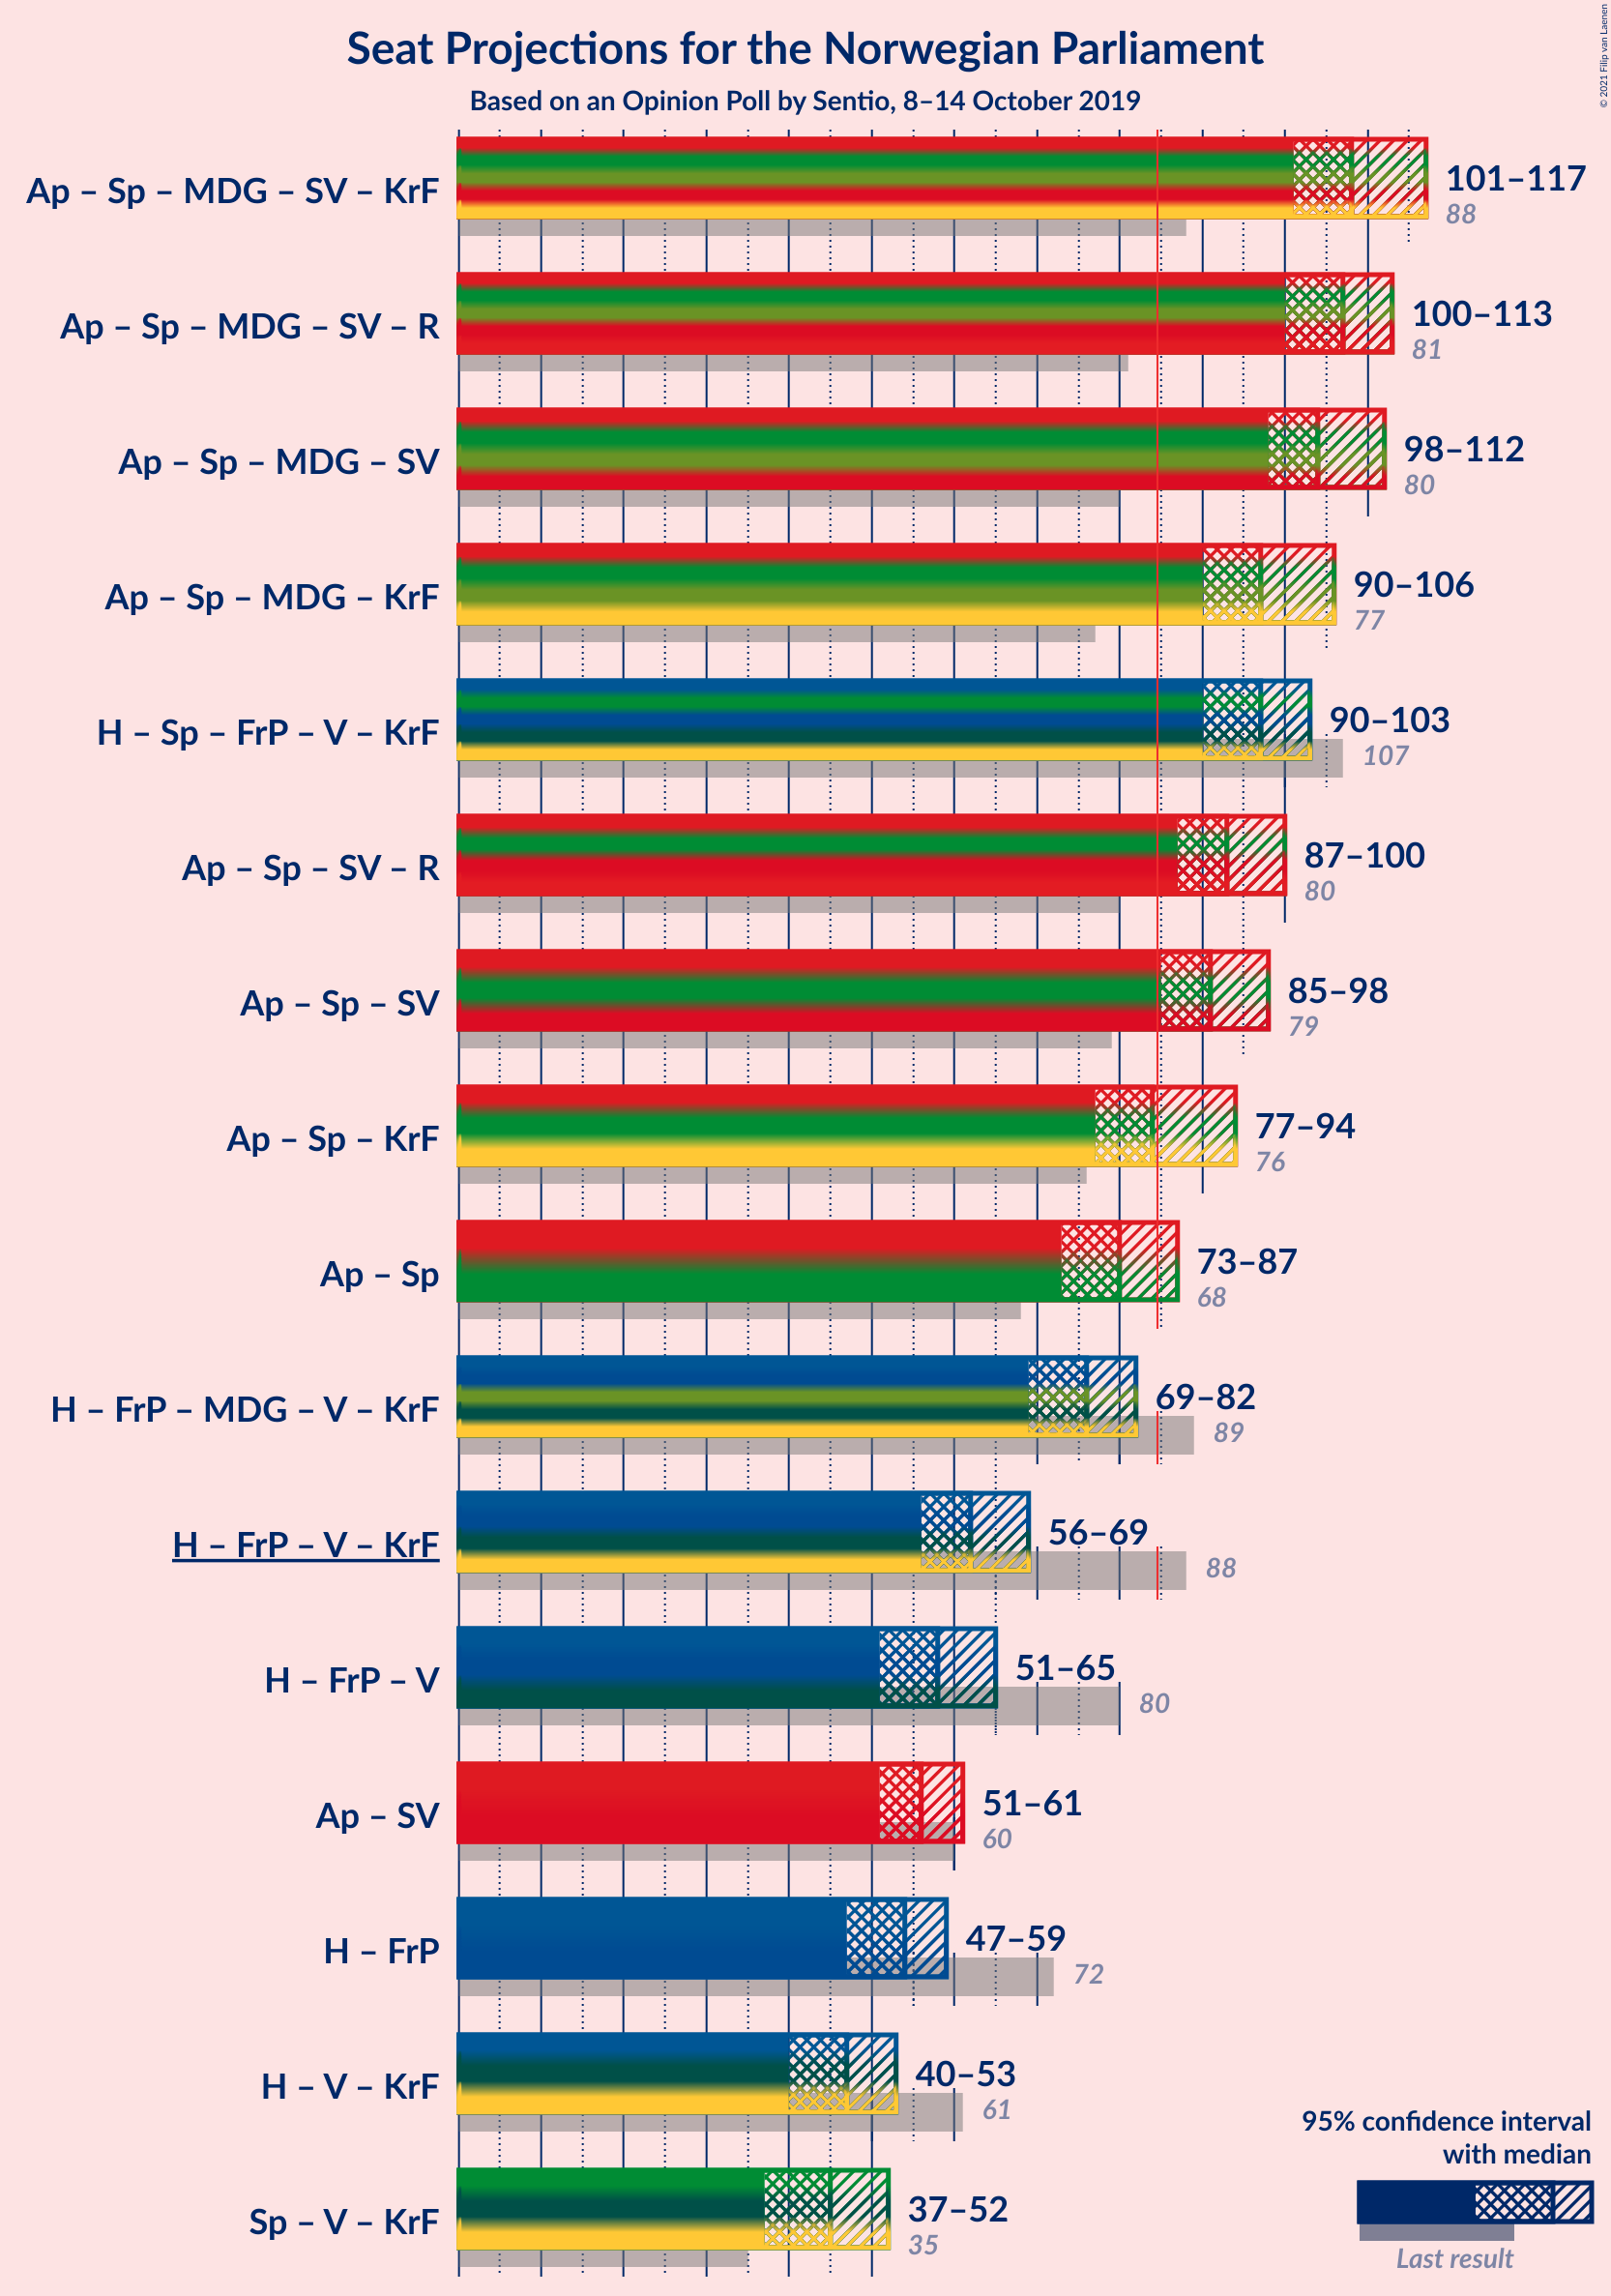 Seat Projections for the Norwegian Parliament
Based on an Opinion Poll by Sentio, 8–14 October 2019
© 2021 Filip van Laenen
Ap – Sp – MDG – SV – KrF
101–117
88
Ap – Sp – MDG – SV – R
100–113
81
Ap – Sp – MDG – SV
98–112
80
Ap – Sp – MDG – KrF
90–106
77
H – Sp – FrP – V – KrF
90–103
107
Ap – Sp – SV – R
87–100
80
Ap – Sp – SV
85–98
79
Ap – Sp – KrF
77–94
76
Ap – Sp
73–87
68
H – FrP – MDG – V – KrF
69–82
89
H – FrP – V – KrF
56–69
88
H – FrP – V
51–65
80
Ap – SV
51–61
60
H – FrP
47–59
72
H – V – KrF
40–53
61
Sp – V – KrF
37–52
35
95% confidence interval
with median
Last result